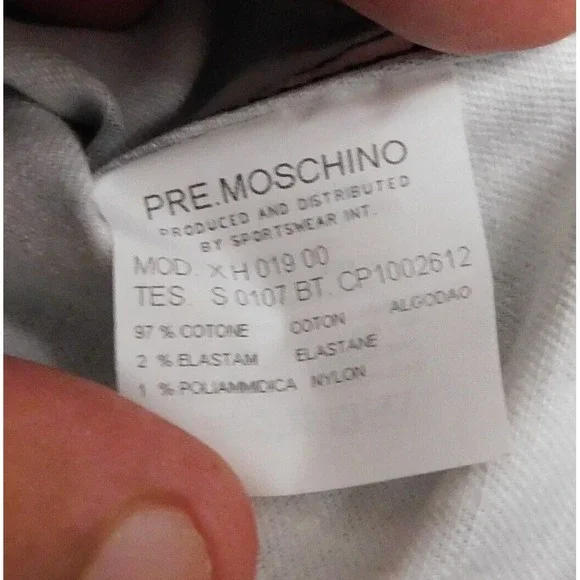 PRE.MOSCHINO
PRODUCED AND DISTRIBUTED
BY SPORTSWEAR INT.
MOD. XH 019 00
TES. S 0107 BT. CP1002612
97 % COTONE COTON ALGODAO
2 % ELASTAM ELASTANE
1 % POLIAMMIDICA NYLON